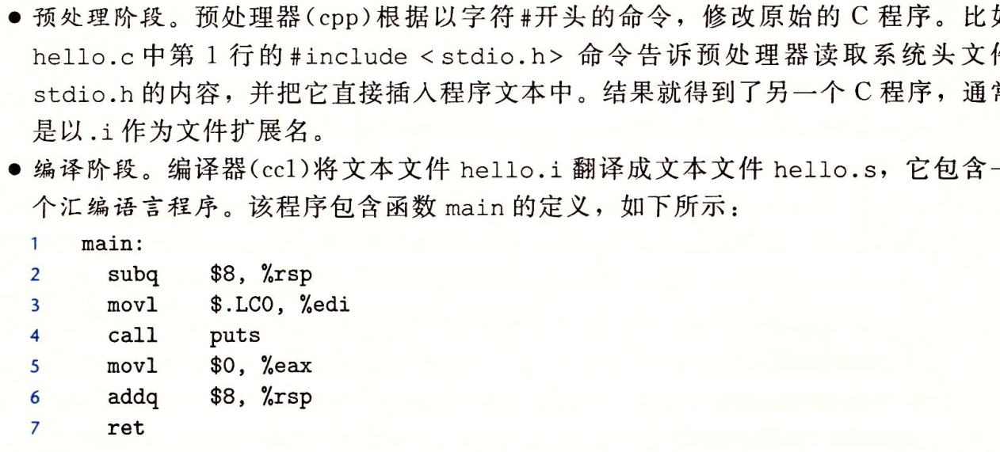 ● 预处理阶段。预处理器(cpp)根据以字符#开头的命令，修改原始的 C 程序。比如
hello.c 中第 1 行的#include <stdio.h> 命令告诉预处理器读取系统头文件
stdio.h 的内容，并把它直接插入程序文本中。结果就得到了另一个 C 程序，通常
是以.i 作为文件扩展名。
● 编译阶段。编译器(cc1)将文本文件 hello.i 翻译成文本文件 hello.s，它包含一
个汇编语言程序。该程序包含函数 main 的定义，如下所示：
1 main:
2 subq $8, %rsp
3 movl $.LC0, %edi
4 call puts
5 movl $0, %eax
6 addq $8, %rsp
7 ret